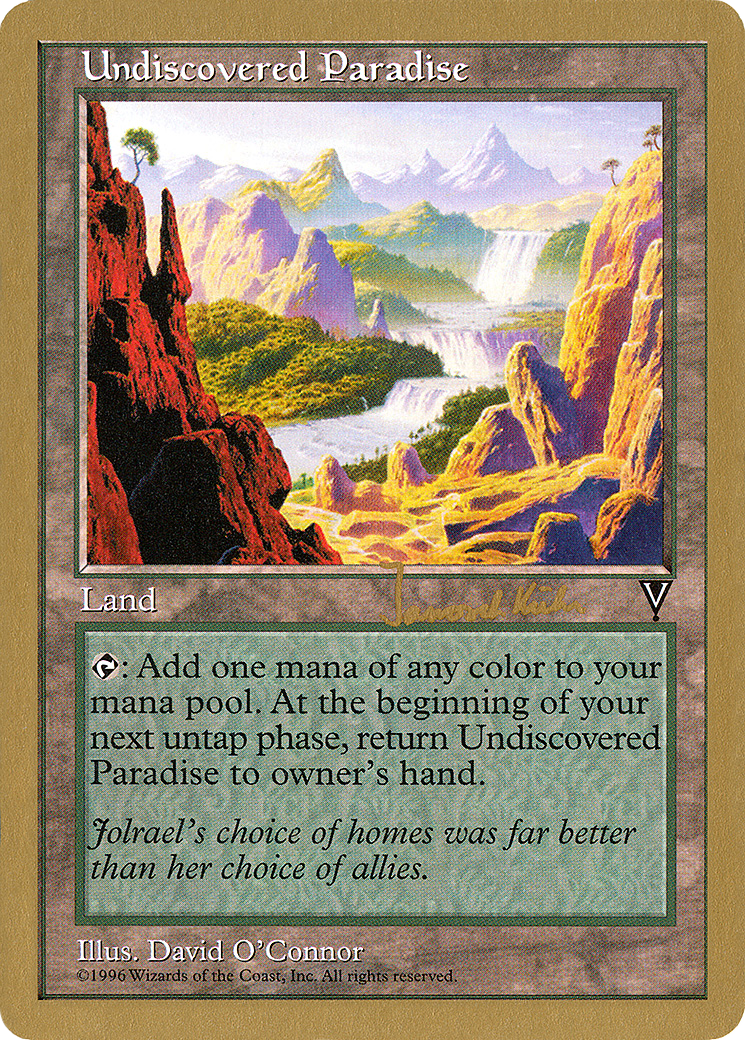 Undiscovered Paradise
Land
Janosch Kühn
V
: Add one mana of any color to your
mana pool. At the beginning of your
next untap phase, return Undiscovered
Paradise to owner's hand.
Jolrael's choice of homes was far better
than her choice of allies.
Illus. David O'Connor
©1996 Wizards of the Coast, Inc. All rights reserved.